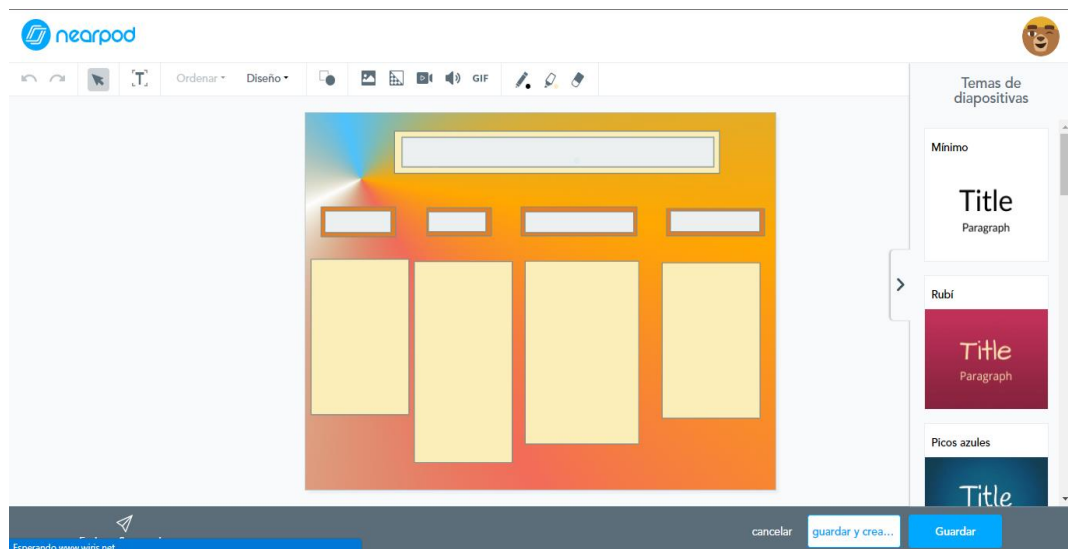 nearpod
Ordenar
Diseño
GIF
Temas de
diapositivas
Mínimo
Title
Paragraph
Rubí
Title
Paragraph
Picos azules
Title
cancelar
guardar y crea...
Guardar
Esperando www.wiris.net